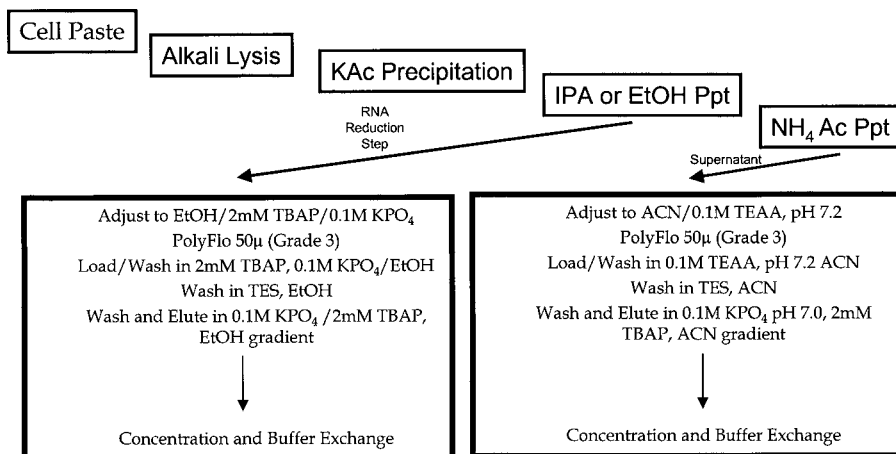 Cell Paste
Alkali Lysis
KAc Precipitation
IPA or EtOH Ppt
NH₄ Ac Ppt
RNA
Reduction
Step
Supernatant
Adjust to EtOH/2mM TBAP/0.1M KPO₄
PolyFlo 50μ (Grade 3)
Load/Wash in 2mM TBAP, 0.1M KPO₄/EtOH
Wash in TES, EtOH
Wash and Elute in 0.1M KPO₄ /2mM TBAP,
EtOH gradient
Concentration and Buffer Exchange
Adjust to ACN/0.1M TEAA, pH 7.2
PolyFlo 50μ (Grade 3)
Load/Wash in 0.1M TEAA, pH 7.2 ACN
Wash in TES, ACN
Wash and Elute in 0.1M KPO₄ pH 7.0, 2mM
TBAP, ACN gradient
Concentration and Buffer Exchange